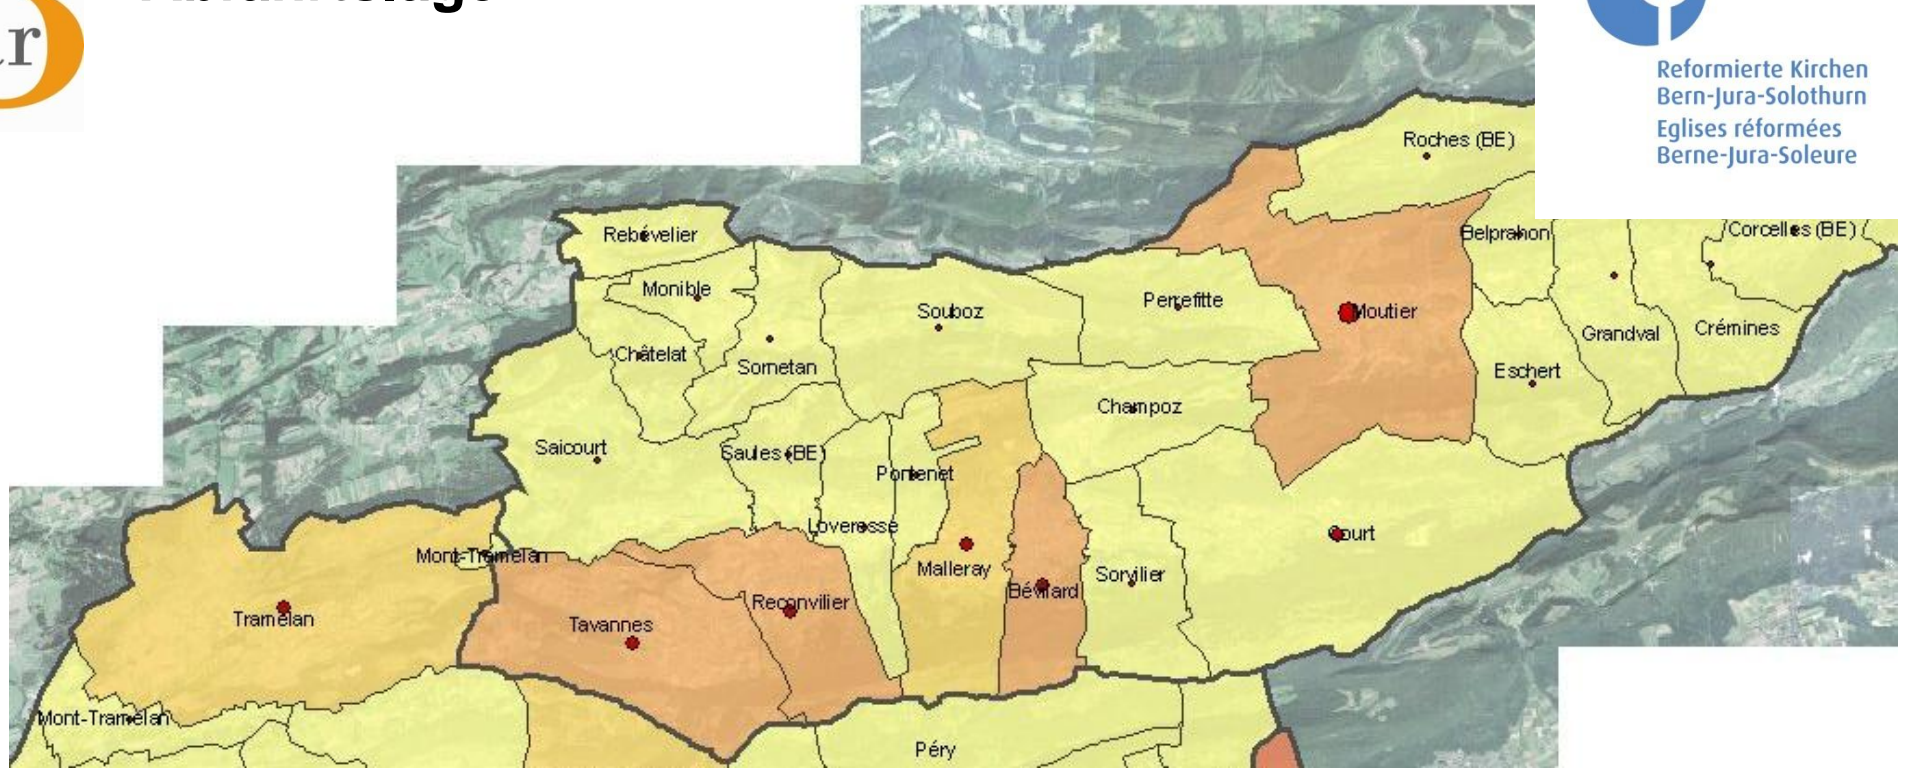 r
Reformierte Kirchen
Bern-Jura-Solothurn
Eglises réformées
Berne-Jura-Soleure
Roches (BE)
Rebévelier
Belprahon
Corcelles (BE)
Monible
Perrefitte
Souboz
Moutier
Grandval
Crémines
Châtelat
Sornetan
Eschert
Champoz
Saicourt
Saules (BE)
Pontenet
Loveresse
Court
Mont-Tramelan
Malleray
Sorvilier
Bévilard
Reconvilier
Tramelan
Tavannes
Mont-Tramelan
Péry